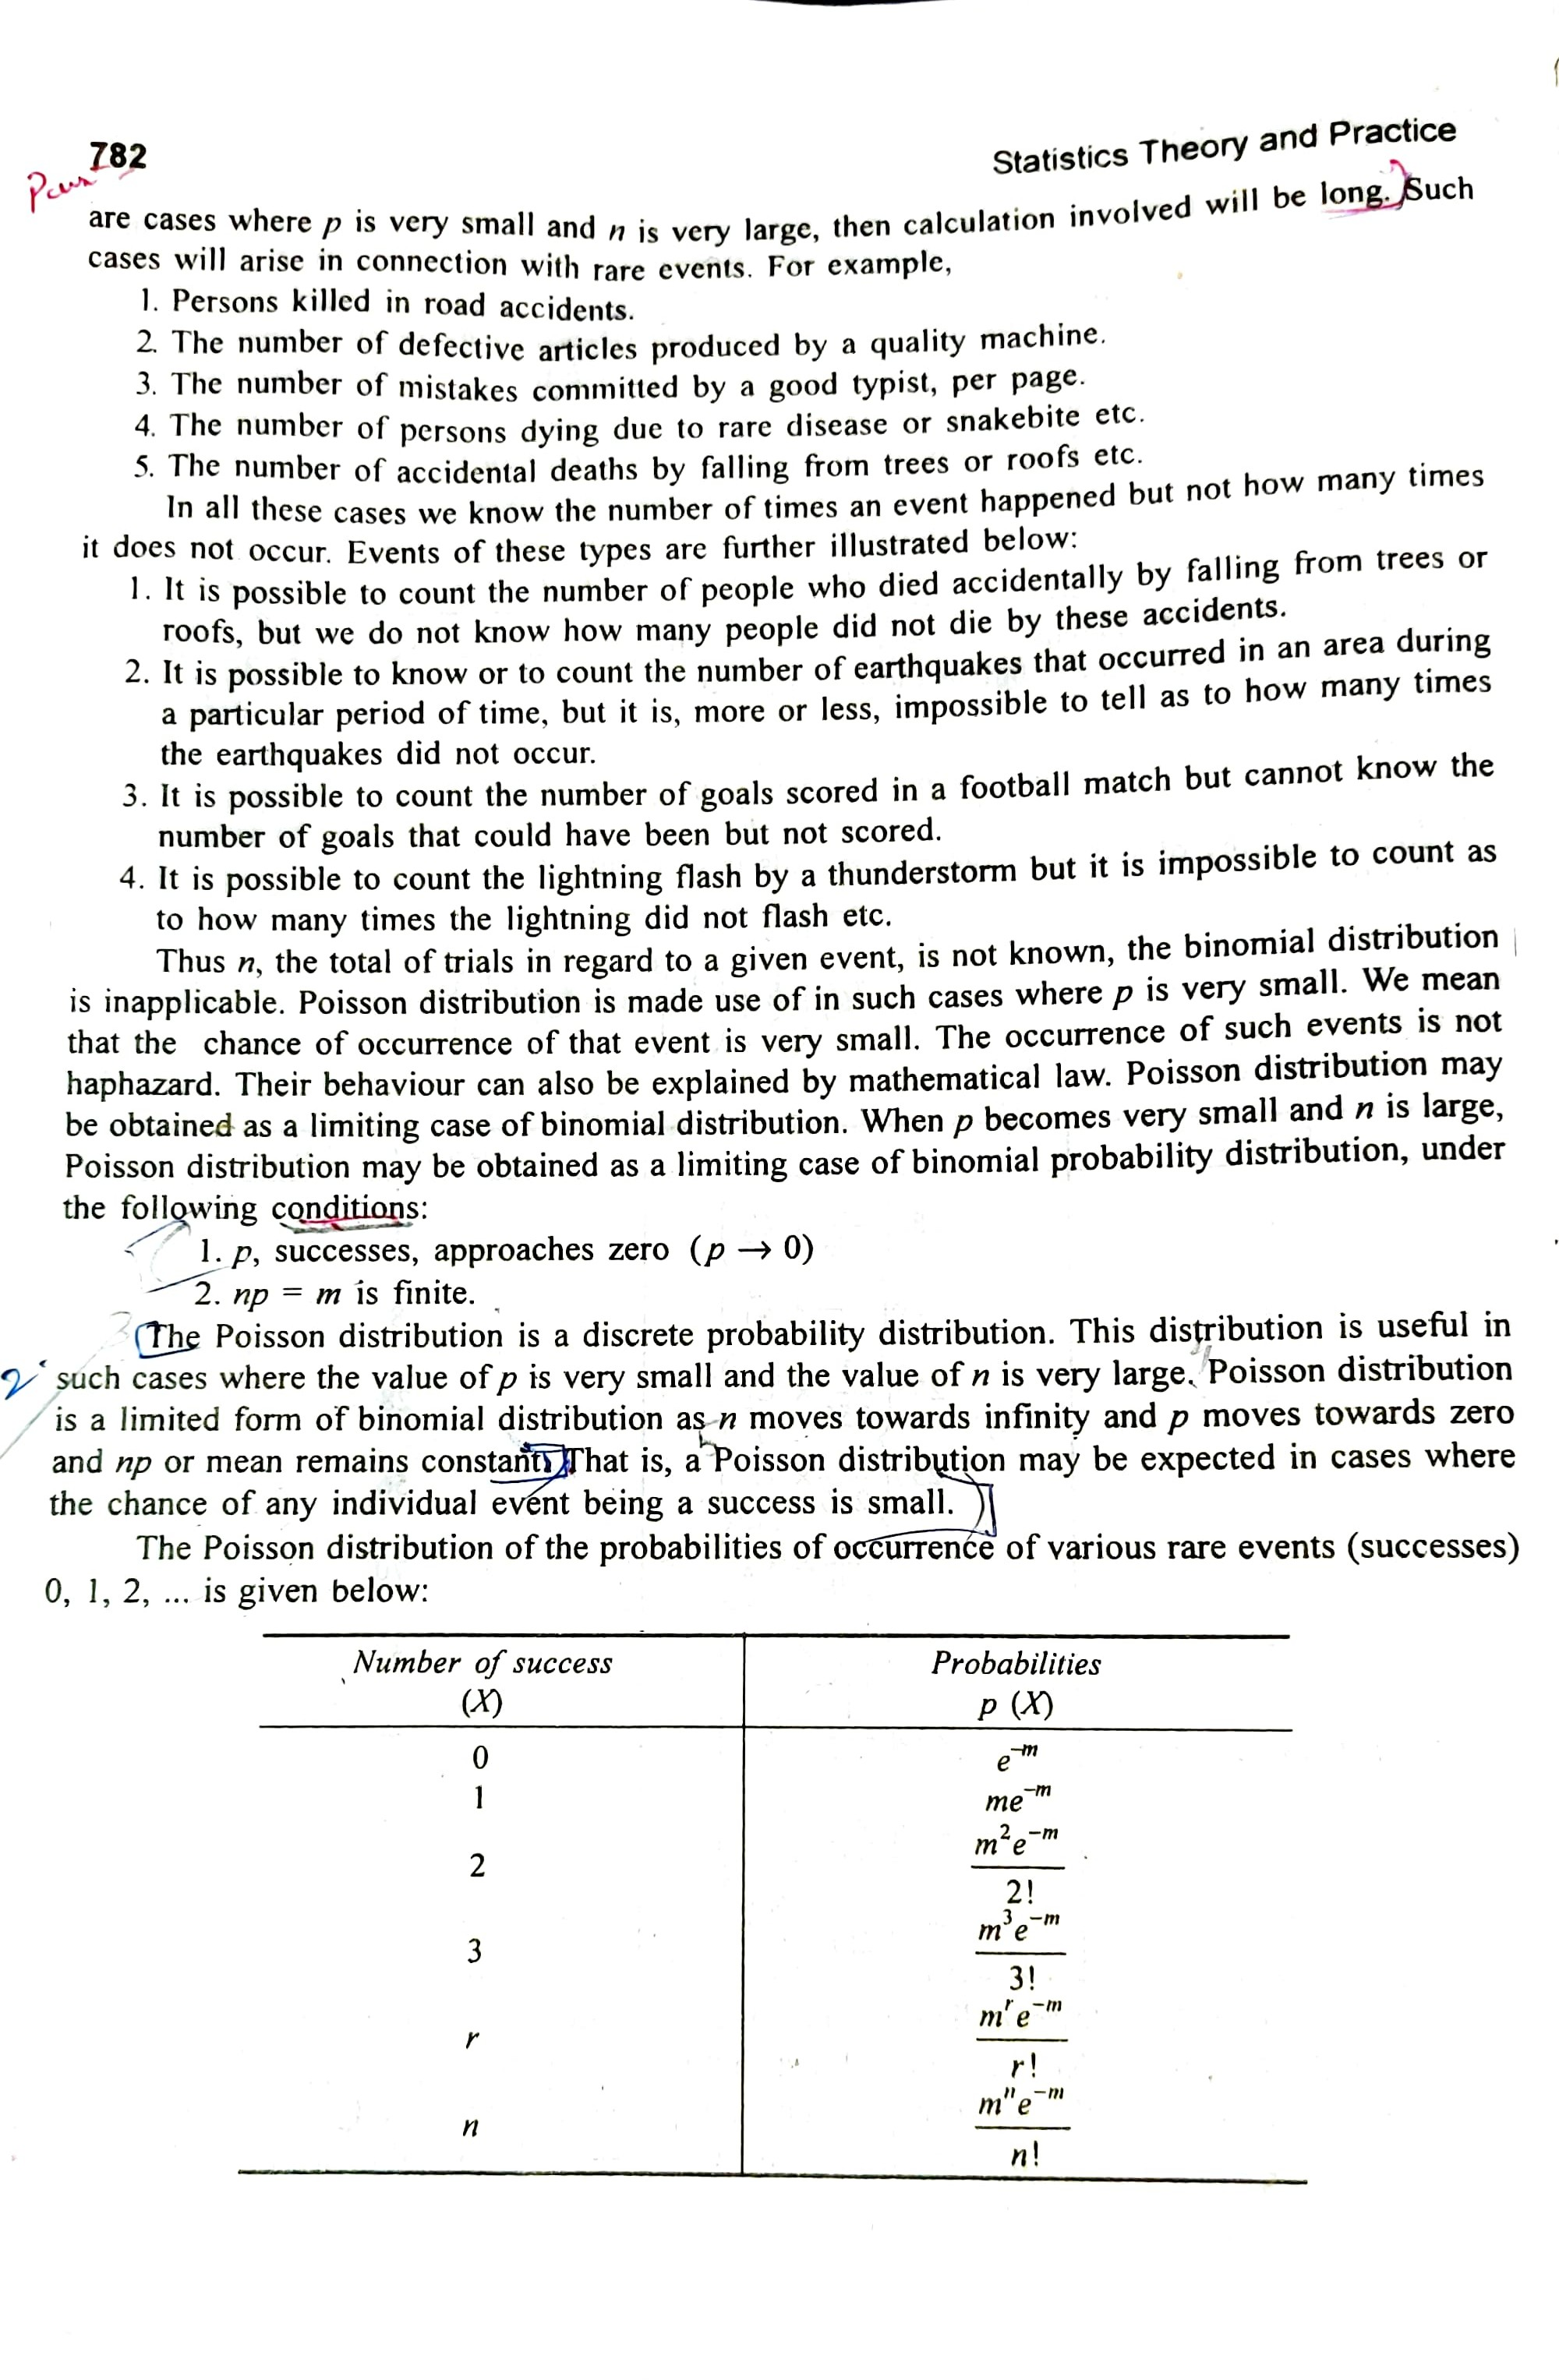 782
Statistics Theory and Practice
are cases where p is very small and n is very large, then calculation involved will be long. Such
cases will arise in connection with rare events. For example,
1. Persons killed in road accidents.
2. The number of defective articles produced by a quality machine.
3. The number of mistakes committed by a good typist, per page.
4. The number of persons dying due to rare disease or snakebite etc.
5. The number of accidental deaths by falling from trees or roofs etc.
In all these cases we know the number of times an event happened but not how many times
it does not occur. Events of these types are further illustrated below:
1. It is possible to count the number of people who died accidentally by falling from trees or
roofs, but we do not know how many people did not die by these accidents.
2. It is possible to know or to count the number of earthquakes that occurred in an area during
a particular period of time, but it is, more or less, impossible to tell as to how many times
the earthquakes did not occur.
3. It is possible to count the number of goals scored in a football match but cannot know the
number of goals that could have been but not scored.
4. It is possible to count the lightning flash by a thunderstorm but it is impossible to count as
to how many times the lightning did not flash etc.
Thus n, the total of trials in regard to a given event, is not known, the binomial distribution
is inapplicable. Poisson distribution is made use of in such cases where p is very small. We mean
that the chance of occurrence of that event is very small. The occurrence of such events is not
haphazard. Their behaviour can also be explained by mathematical law. Poisson distribution may
be obtained as a limiting case of binomial distribution. When p becomes very small and n is large,
Poisson distribution may be obtained as a limiting case of binomial probability distribution, under
the following conditions:
1. p, successes, approaches zero (p → 0)
2. np = m is finite.
The Poisson distribution is a discrete probability distribution. This distribution is useful in
2 such cases where the value of p is very small and the value of n is very large. Poisson distribution
is a limited form of binomial distribution as n moves towards infinity and p moves towards zero
and np or mean remains constant. That is, a Poisson distribution may be expected in cases where
the chance of any individual event being a success is small.
The Poisson distribution of the probabilities of occurrence of various rare events (successes)
0, 1, 2, ... is given below:
Number of success Probabilities
(X) p (X)
0 e⁻ᵐ
1 me⁻ᵐ
2 m²e⁻ᵐ / 2!
3 m³e⁻ᵐ / 3!
r mʳe⁻ᵐ / r!
n mⁿe⁻ᵐ / n!